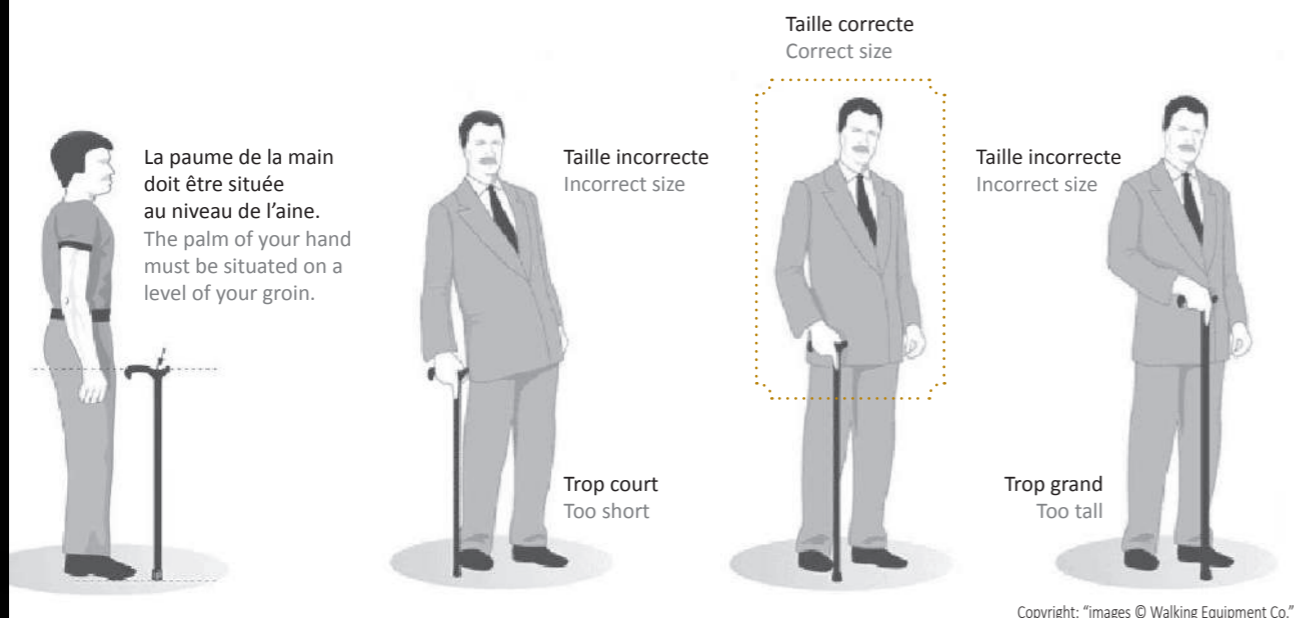 Taille correcte
Correct size
La paume de la main
doit être située
au niveau de l’aine.
The palm of your hand
must be situated on a
level of your groin.
Taille incorrecte
Incorrect size
Taille incorrecte
Incorrect size
Trop court
Too short
Trop grand
Too tall
Copyright: “images © Walking Equipment Co.”